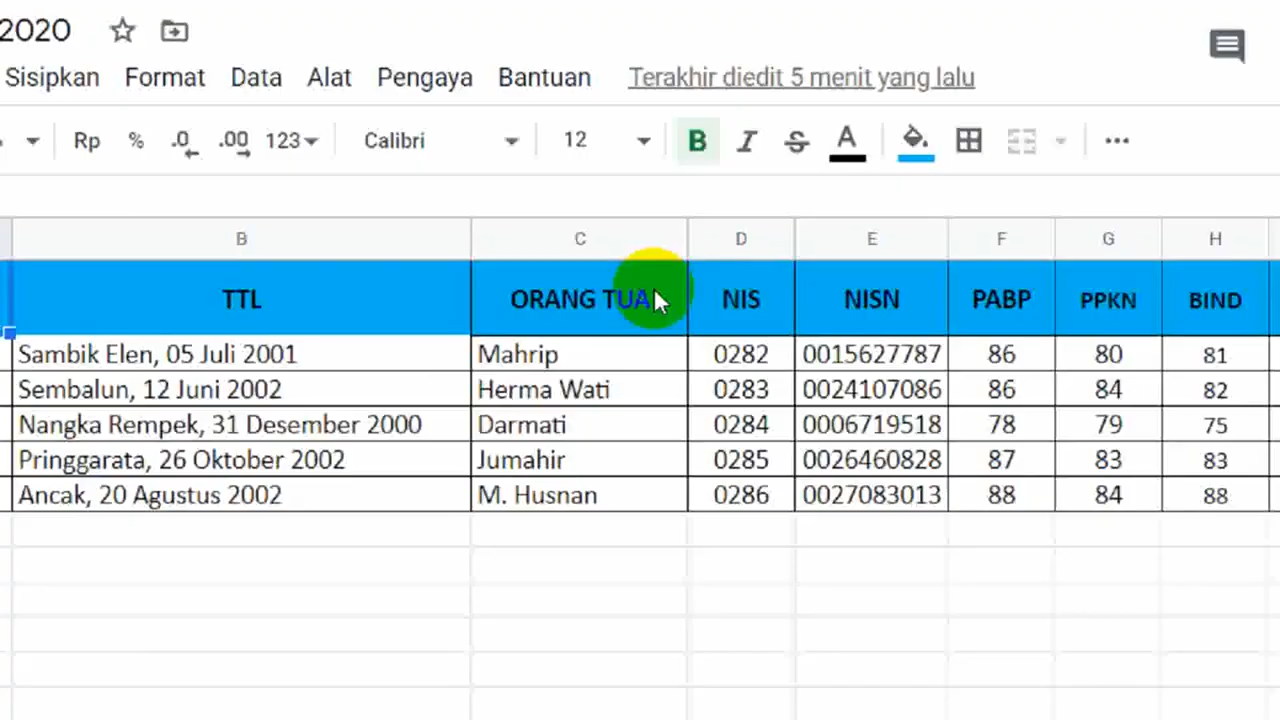 2020
Sisipkan Format Data Alat Pengaya Bantuan Terakhir diedit 5 menit yang lalu
Rp % .0 .00 123 Calibri 12 B I S A
B C D E F G H
TTL ORANG TUA NIS NISN PABP PPKN BIND
Sambik Elen, 05 Juli 2001 Mahrip 0282 0015627787 86 80 81
Sembalun, 12 Juni 2002 Herma Wati 0283 0024107086 86 84 82
Nangka Rempek, 31 Desember 2000 Darmati 0284 0006719518 78 79 75
Pringgarata, 26 Oktober 2002 Jumahir 0285 0026460828 87 83 83
Ancak, 20 Agustus 2002 M. Husnan 0286 0027083013 88 84 88